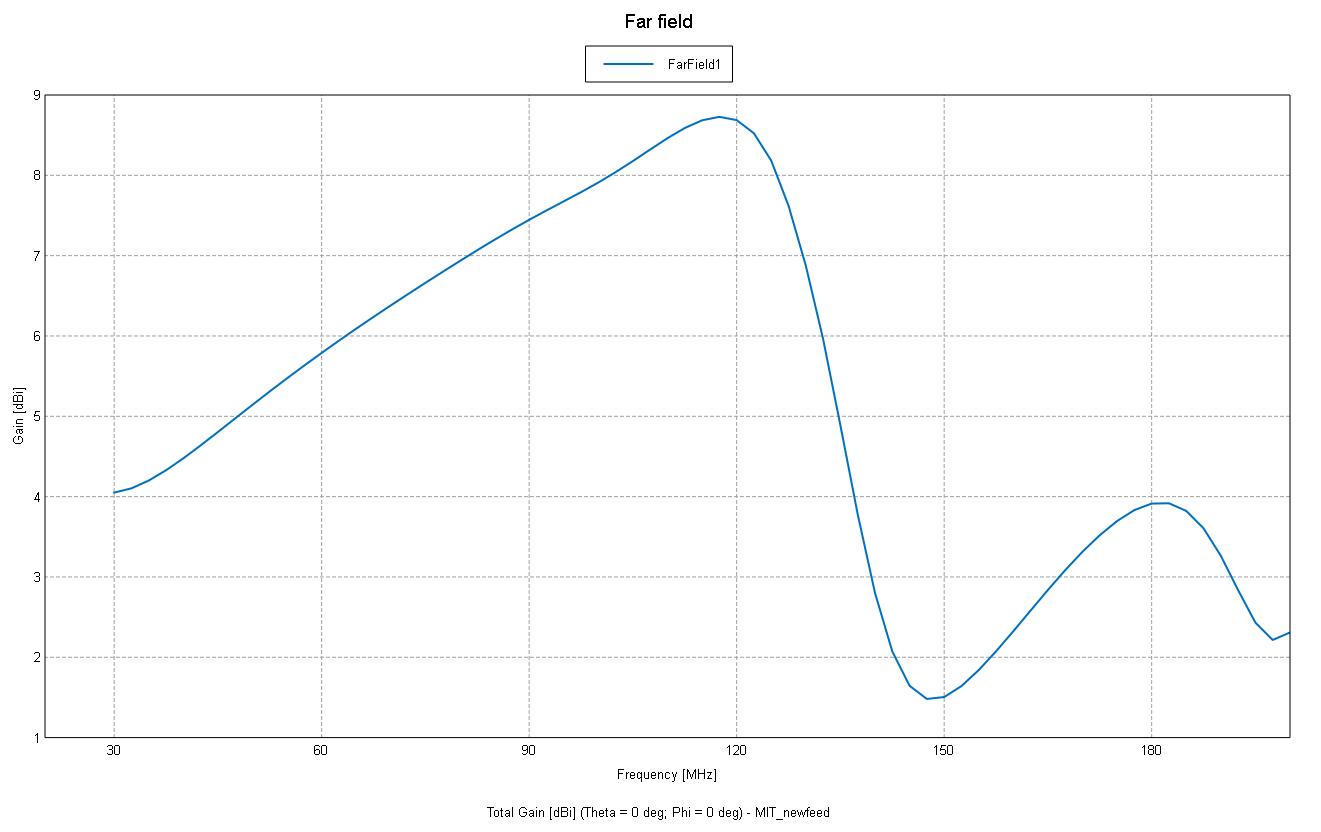 Far field
FarField1
9
8
7
6
5
4
3
2
1
Gain [dBi]
30 60 90 120 150 180
Frequency [MHz]
Total Gain [dBi] (Theta = 0 deg; Phi = 0 deg) - MIT_newfeed